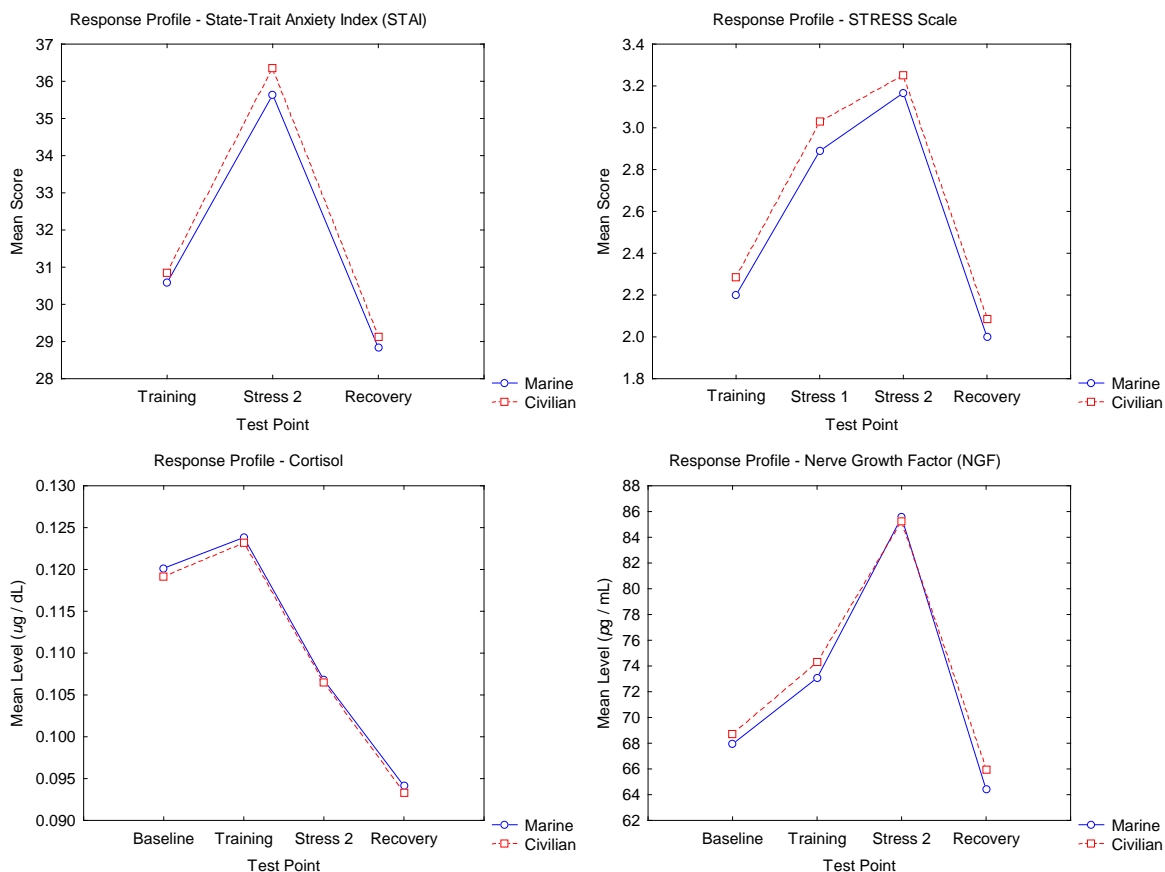 Response Profile - State-Trait Anxiety Index (STAI)
37
36
35
34
33
32
31
30
29
28
Mean Score
Training Stress 2 Recovery
Test Point
Marine
Civilian
Response Profile - STRESS Scale
3.4
3.2
3.0
2.8
2.6
2.4
2.2
2.0
1.8
Mean Score
Training Stress 1 Stress 2 Recovery
Test Point
Marine
Civilian
Response Profile - Cortisol
0.130
0.125
0.120
0.115
0.110
0.105
0.100
0.095
0.090
Mean Level (ug / dL)
Baseline Training Stress 2 Recovery
Test Point
Marine
Civilian
Response Profile - Nerve Growth Factor (NGF)
88
86
84
82
80
78
76
74
72
70
68
66
64
62
Mean Level (pg / mL)
Baseline Training Stress 2 Recovery
Test Point
Marine
Civilian